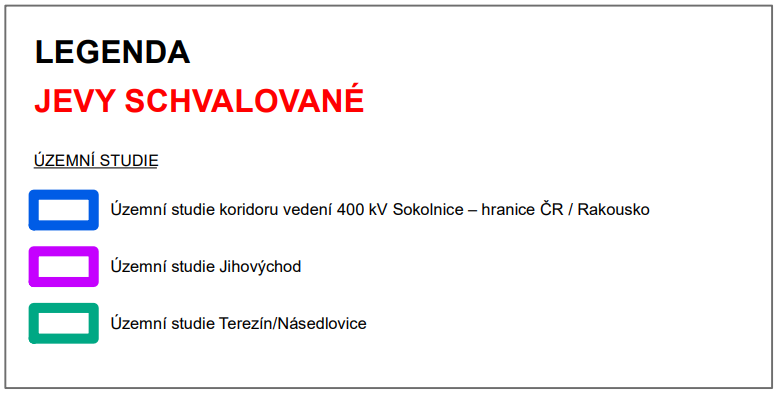 LEGENDA
JEVY SCHVALOVANÉ
ÚZEMNÍ STUDIE
Územní studie koridoru vedení 400 kV Sokolnice – hranice ČR / Rakousko
Územní studie Jihovýchod
Územní studie Terezín/Násedlovice